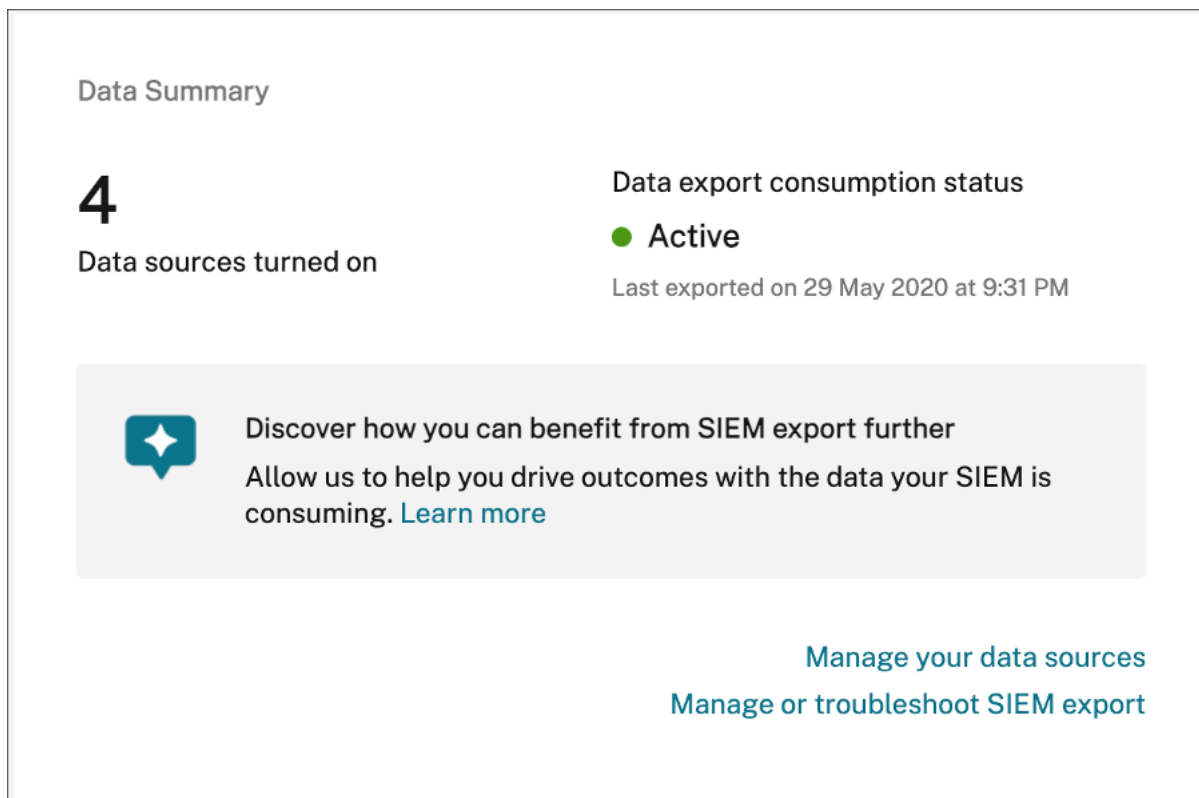 Data Summary
4
Data sources turned on
Data export consumption status
Active
Last exported on 29 May 2020 at 9:31 PM
Discover how you can benefit from SIEM export further
Allow us to help you drive outcomes with the data your SIEM is
consuming. Learn more
Manage your data sources
Manage or troubleshoot SIEM export